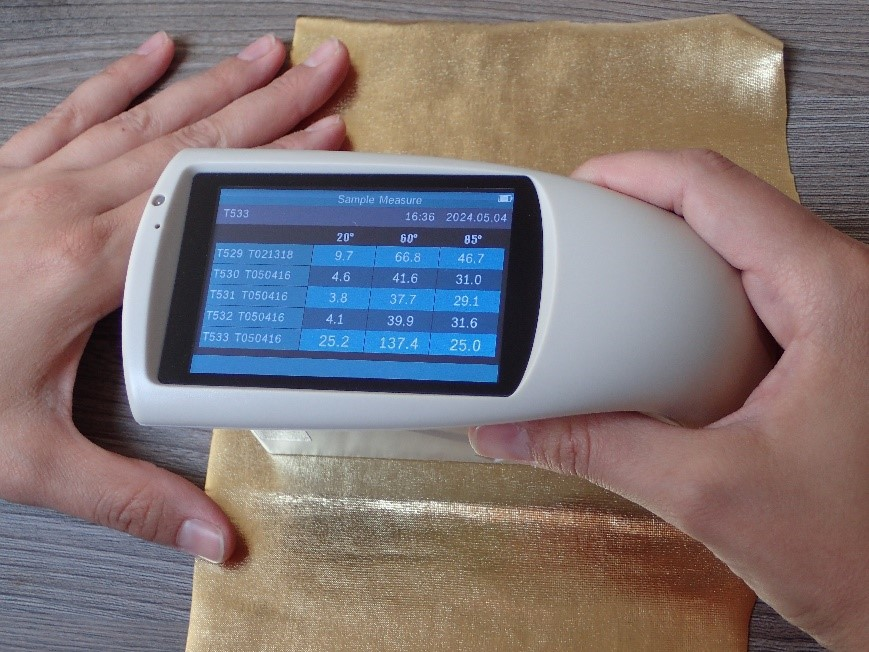 Sample Measure
T533 16:36 2024.05.04
20° 60° 85°
T529 T021318 9.7 66.8 46.7
T530 T050416 4.6 41.6 31.0
T531 T050416 3.8 37.7 29.1
T532 T050416 4.1 39.9 31.6
T533 T050416 25.2 137.4 25.0